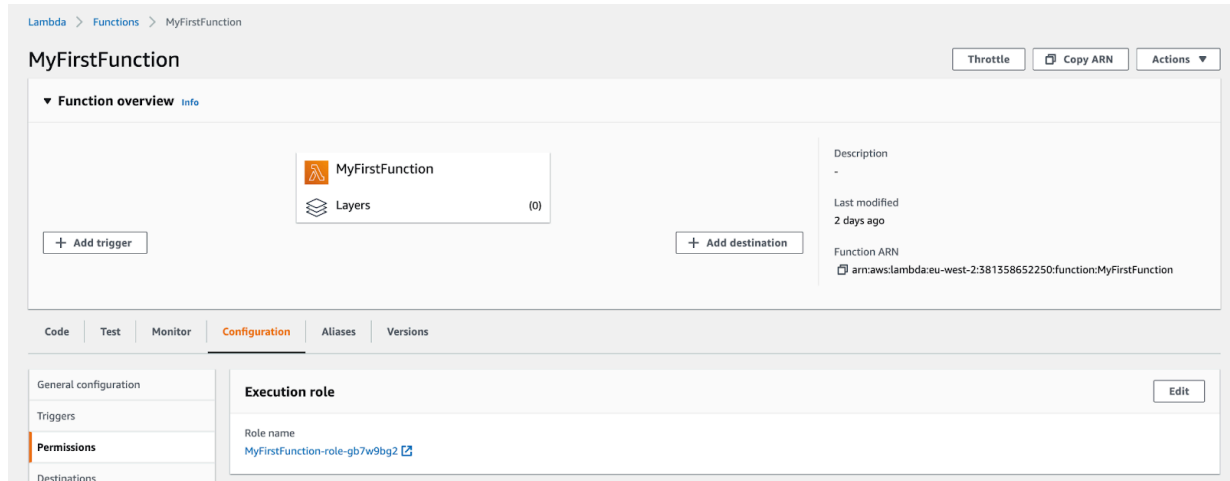 Lambda > Functions > MyFirstFunction
MyFirstFunction
Throttle
Copy ARN
Actions ▼
▼ Function overview Info
MyFirstFunction
Layers (0)
+ Add trigger
+ Add destination
Description
-
Last modified
2 days ago
Function ARN
arn:aws:lambda:eu-west-2:381358652250:function:MyFirstFunction
Code
Test
Monitor
Configuration
Aliases
Versions
General configuration
Triggers
Permissions
Destinations
Execution role
Edit
Role name
MyFirstFunction-role-gb7w9bg2